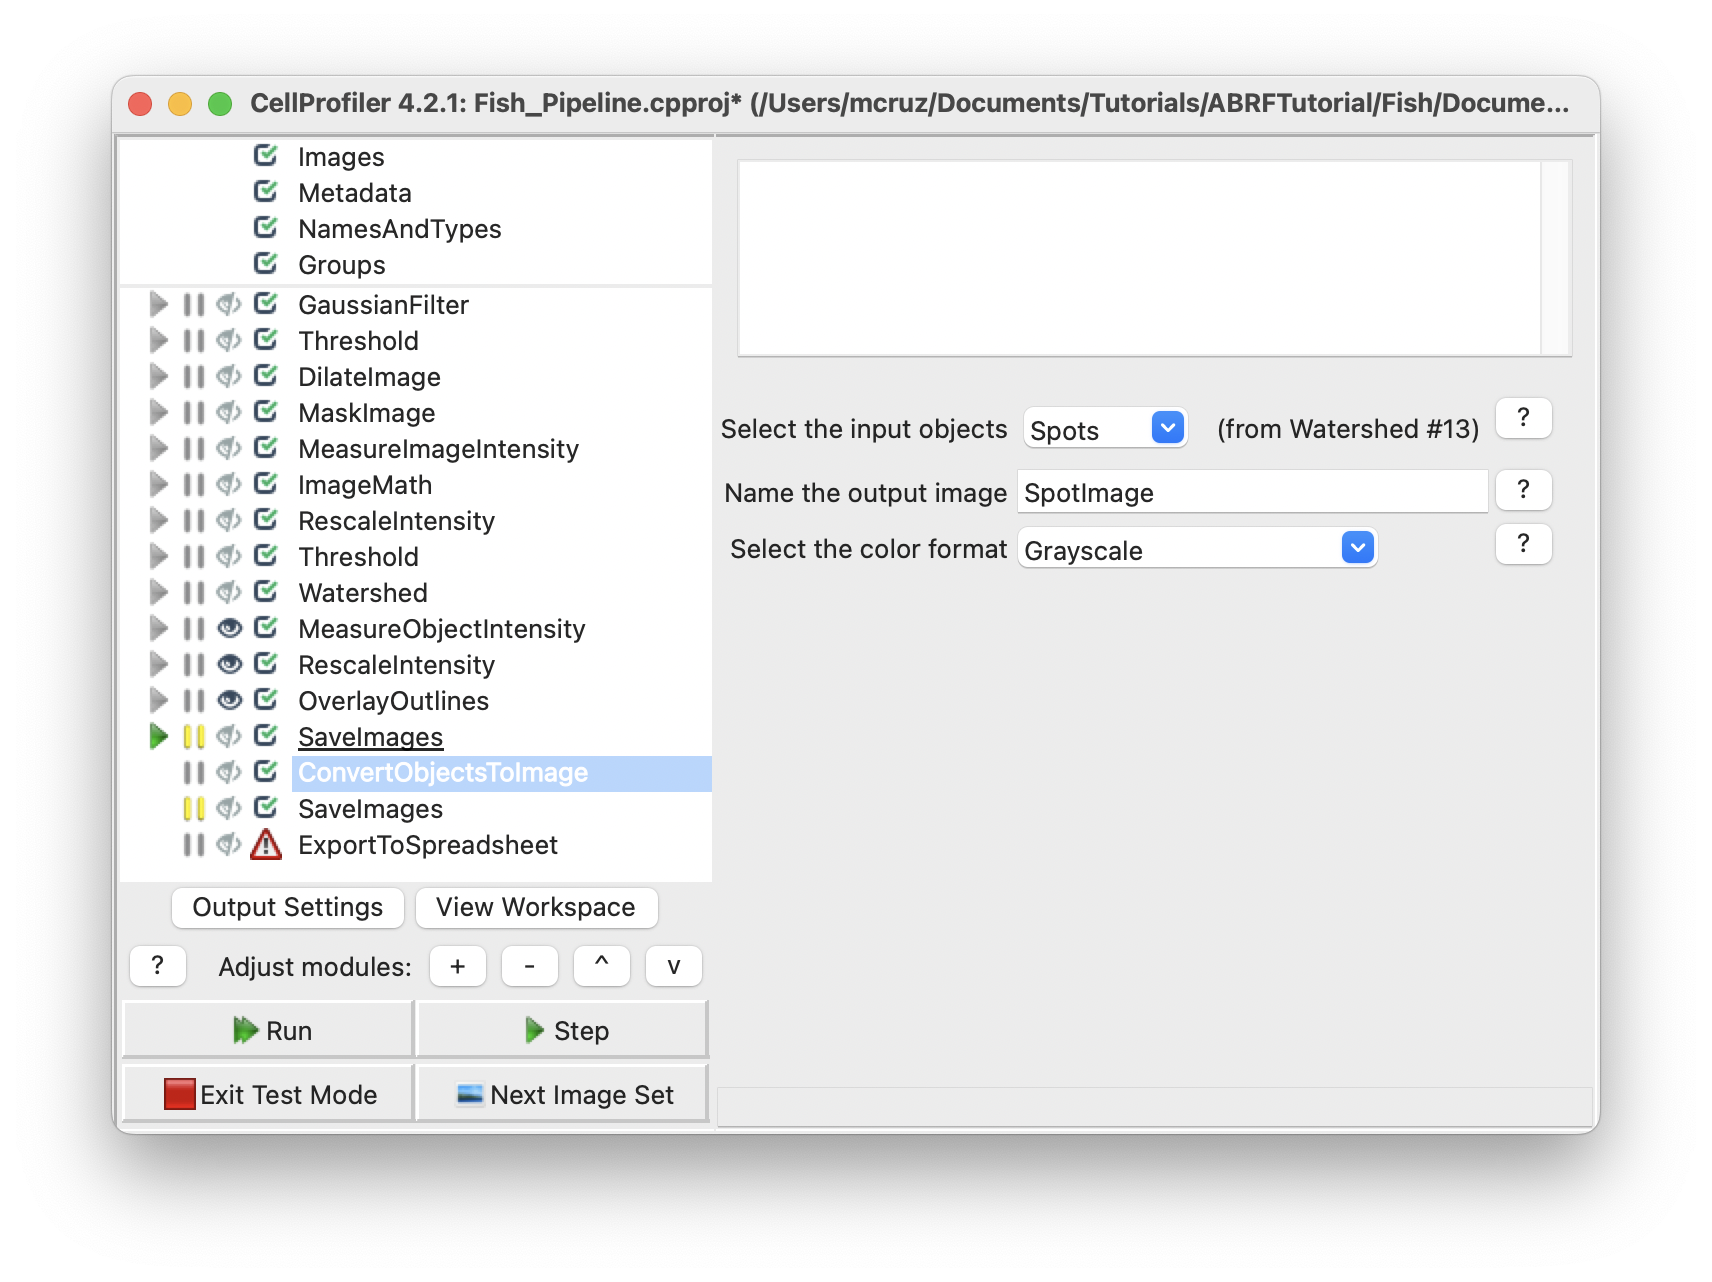 CellProfiler 4.2.1: Fish_Pipeline.cpproj* (/Users/mcruz/Documents/Tutorials/ABRFTutorial/Fish/Docume...
Images
Metadata
NamesAndTypes
Groups
GaussianFilter
Threshold
DilateImage
MaskImage
MeasureImageIntensity
ImageMath
RescaleIntensity
Threshold
Watershed
MeasureObjectIntensity
RescaleIntensity
OverlayOutlines
SaveImages
ConvertObjectsToImage
SaveImages
ExportToSpreadsheet
Output Settings
View Workspace
? Adjust modules: + - ^ v
Run
Step
Exit Test Mode
Next Image Set
Select the input objects Spots (from Watershed #13) ?
Name the output image SpotImage ?
Select the color format Grayscale ?